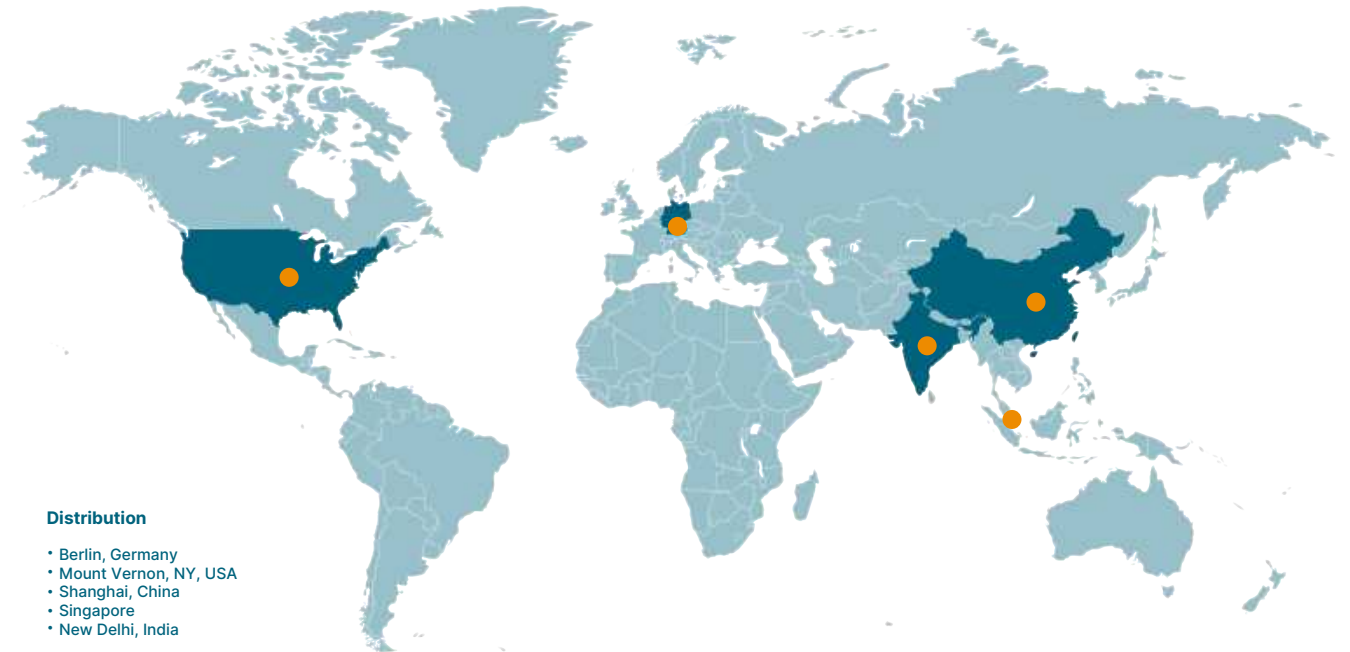 Distribution
• Berlin, Germany
• Mount Vernon, NY, USA
• Shanghai, China
• Singapore
• New Delhi, India